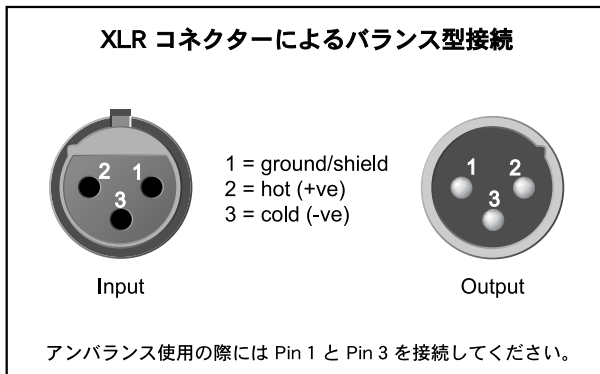 XLR コネクターによるバランス型接続
2 1
3
1 = ground/shield
2 = hot (+ve)
3 = cold (-ve)
1 2
3
Input
Output
アンバランス使用の際には Pin 1 と Pin 3 を接続してください。